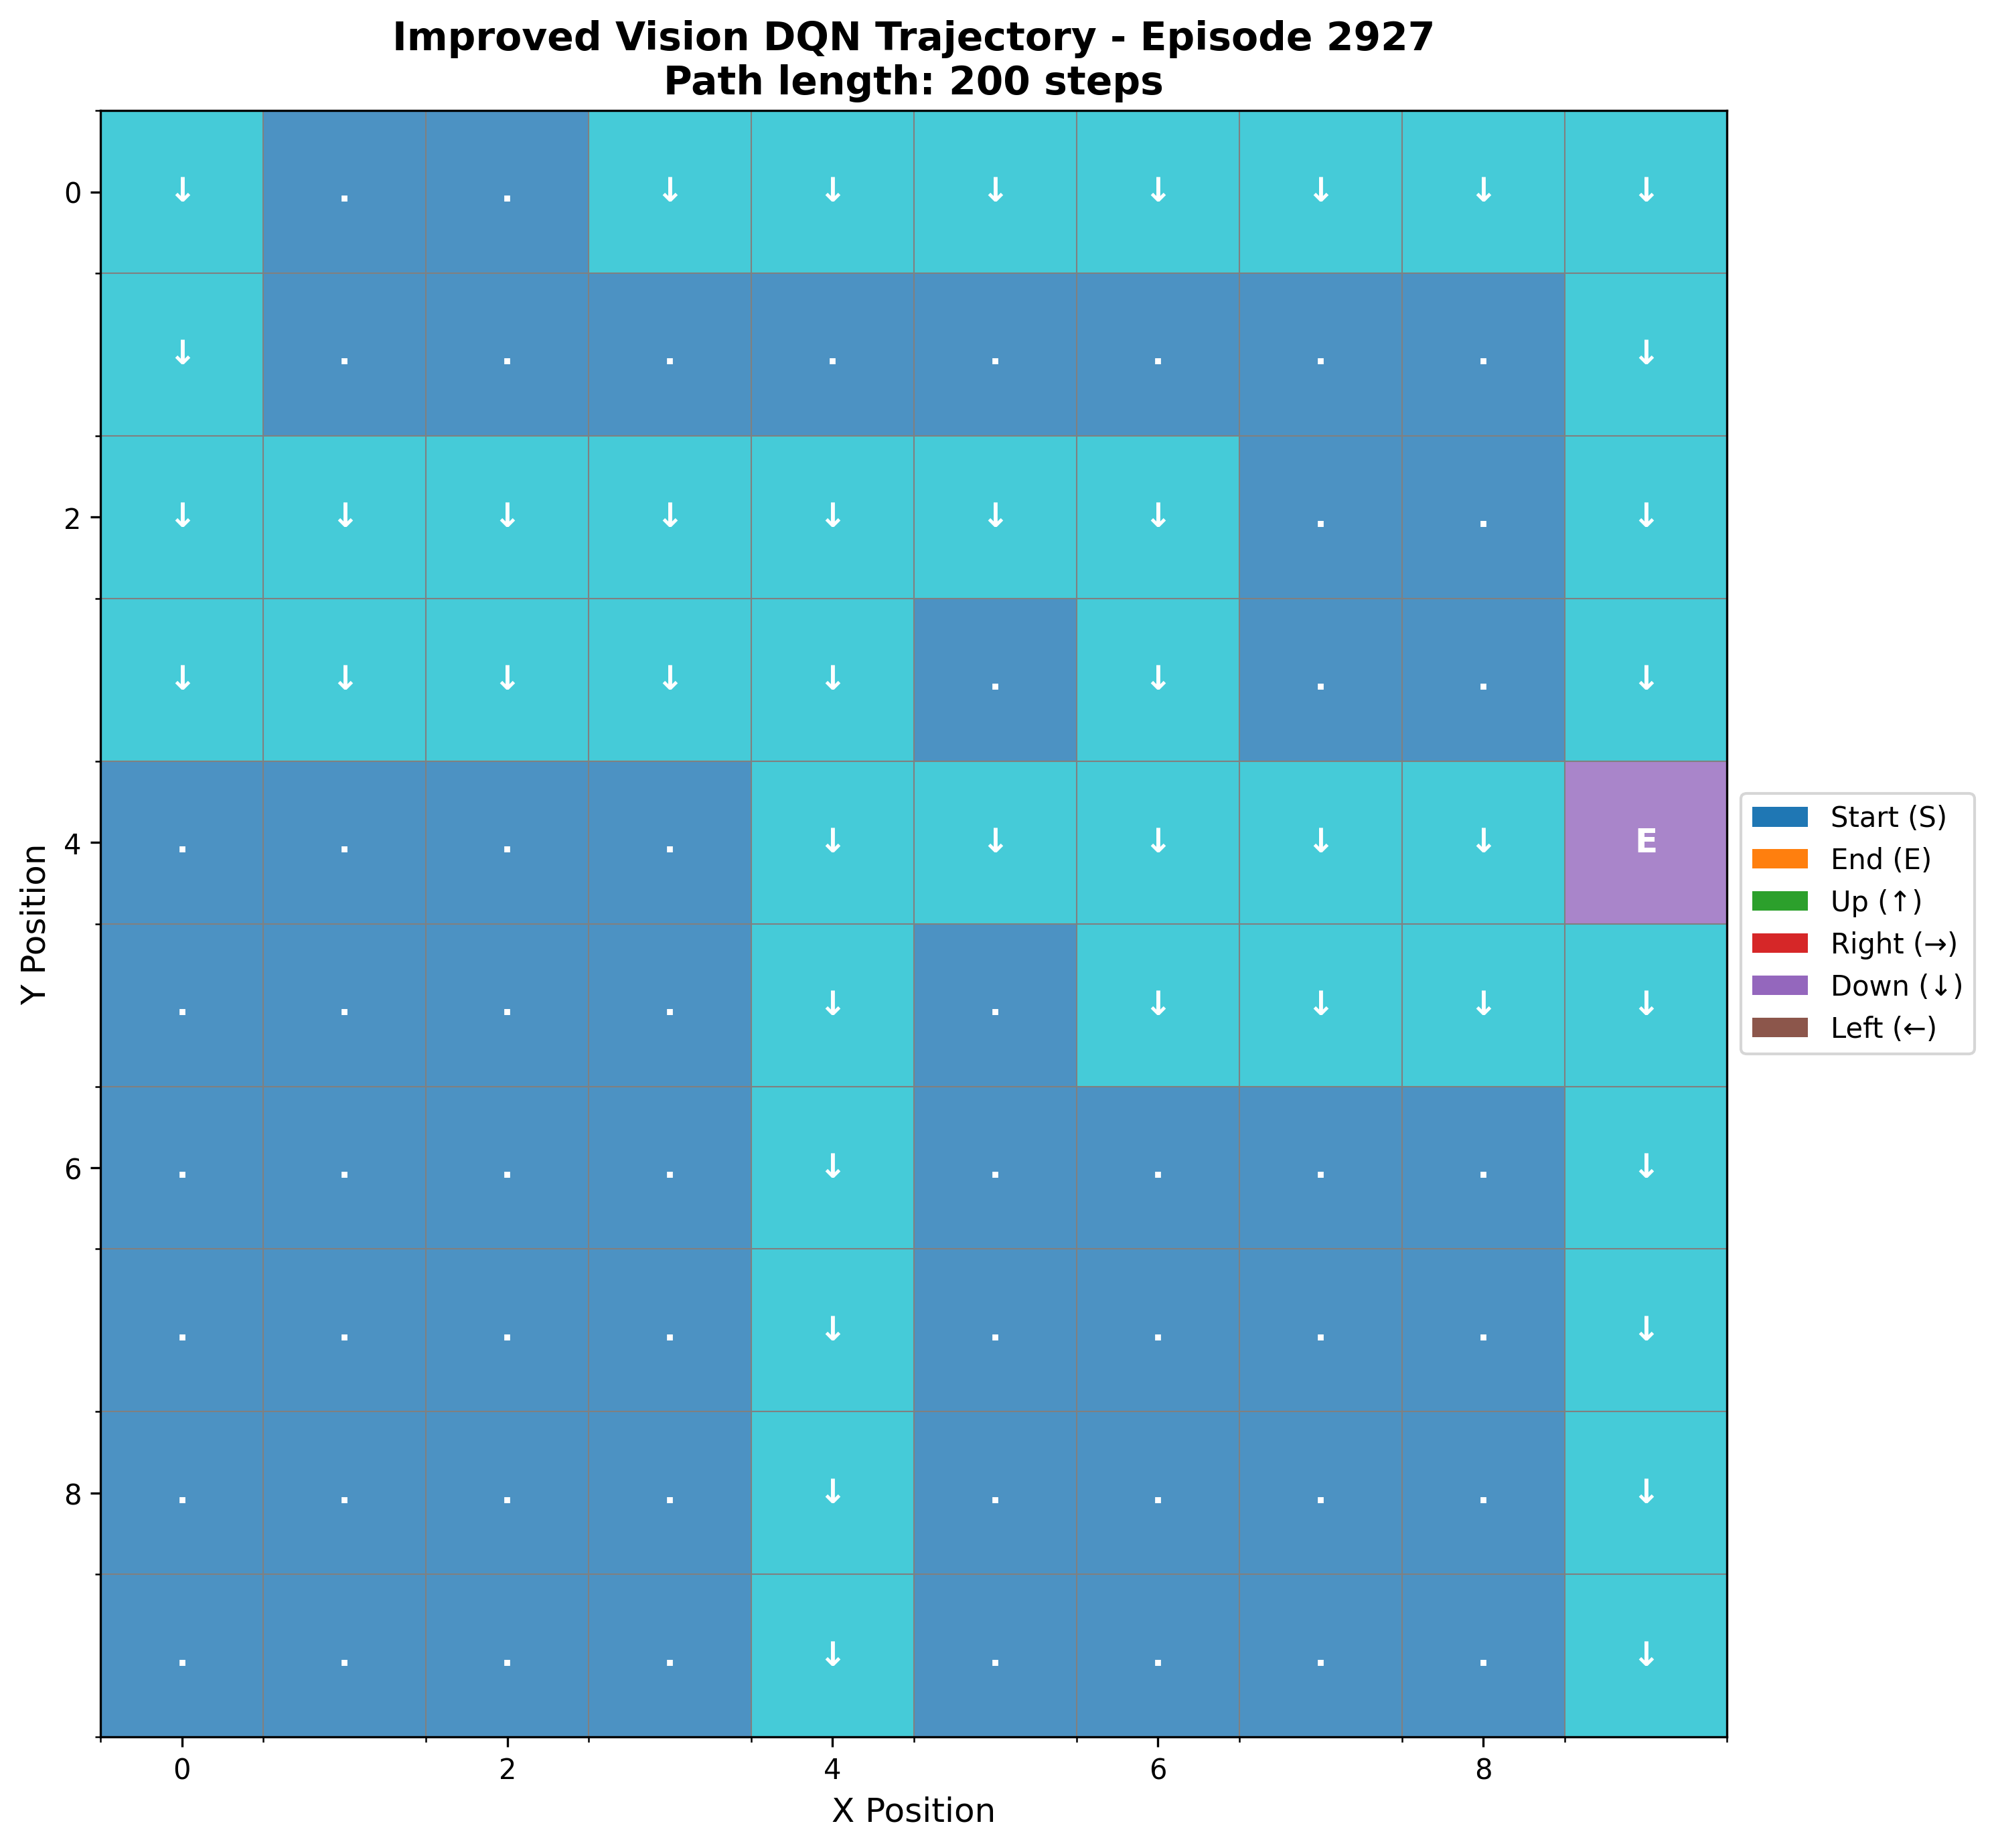 Improved Vision DQN Trajectory - Episode 2927
Path length: 200 steps
0 ↓ . . ↓ ↓ ↓ ↓ ↓ ↓ ↓
↓ . . . . . . . . ↓
2 ↓ ↓ ↓ ↓ ↓ ↓ ↓ . . ↓
↓ ↓ ↓ ↓ ↓ . ↓ . . ↓
4 . . . . ↓ ↓ ↓ ↓ ↓ E
. . . . ↓ . ↓ ↓ ↓ ↓
6 . . . . ↓ . . . . ↓
. . . . ↓ . . . . ↓
8 . . . . ↓ . . . . ↓
. . . . ↓ . . . . ↓
0 2 4 6 8
X Position
Y Position
Start (S)
End (E)
Up (↑)
Right (→)
Down (↓)
Left (←)